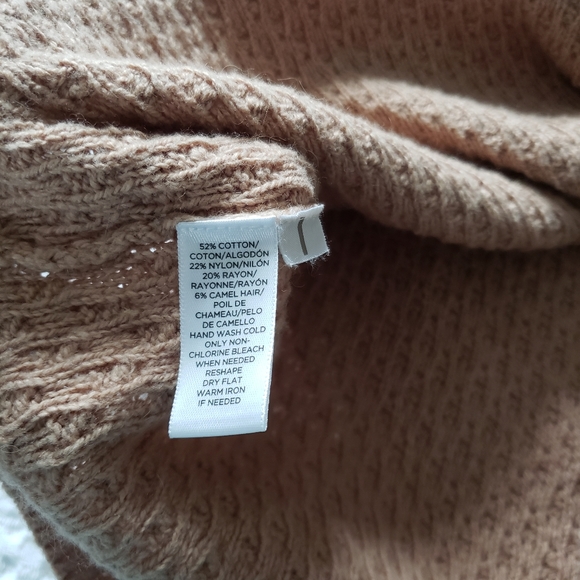 52% COTTON/
COTON/ALGODÓN
22% NYLON/NILÓN
20% RAYON/
RAYONNE/RAYÓN
6% CAMEL HAIR/
POIL DE
CHAMEAU/PELO
DE CAMELLO
HAND WASH COLD
ONLY NON-
CHLORINE BLEACH
WHEN NEEDED
RESHAPE
DRY FLAT
WARM IRON
IF NEEDED